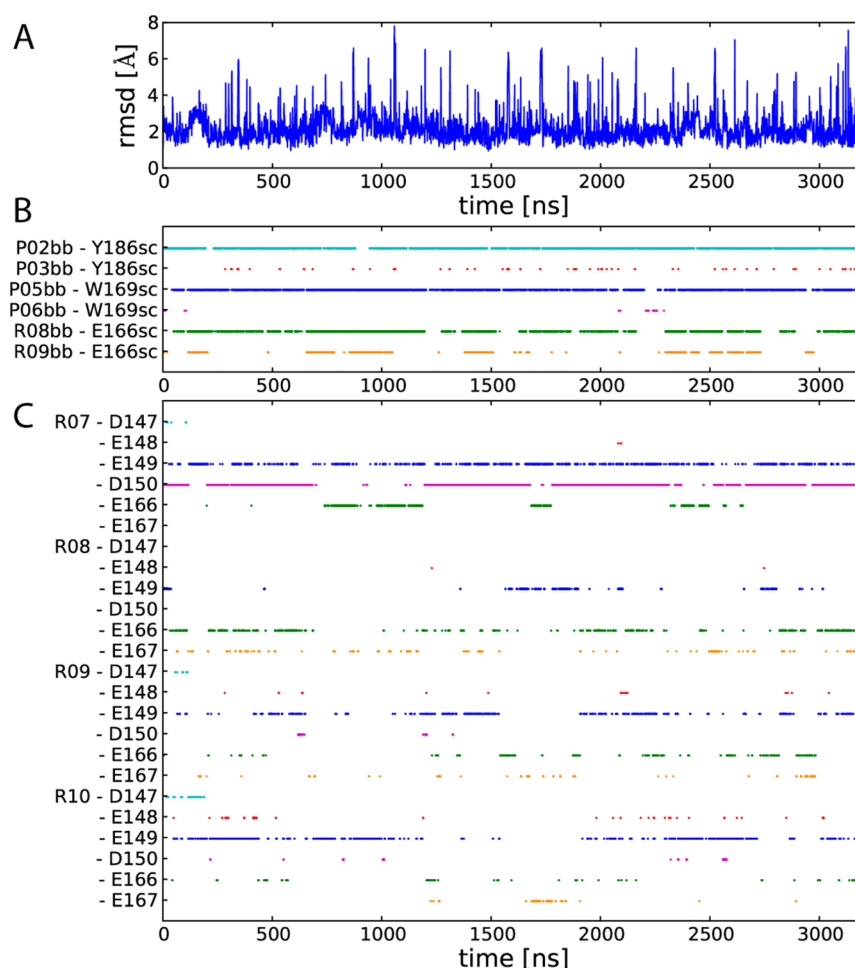 A
rmsd [Å]
8
6
4
2
0
0 500 1000 1500 2000 2500 3000
time [ns]
B
P02bb - Y186sc
P03bb - Y186sc
P05bb - W169sc
P06bb - W169sc
R08bb - E166sc
R09bb - E166sc
0 500 1000 1500 2000 2500 3000
C
R07 - D147
- E148
- E149
- D150
- E166
- E167
R08 - D147
- E148
- E149
- D150
- E166
- E167
R09 - D147
- E148
- E149
- D150
- E166
- E167
R10 - D147
- E148
- E149
- D150
- E166
- E167
0 500 1000 1500 2000 2500 3000
time [ns]